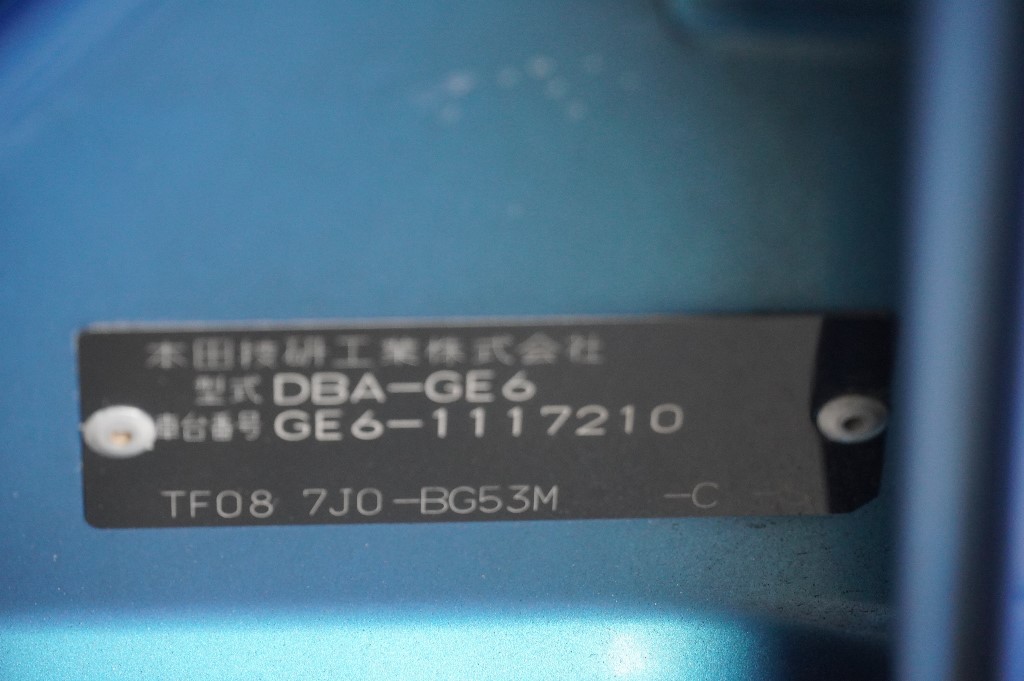 本田技研工業株式会社
型式 DBA-GE6
車台番号 GE6-1117210
TF08 7J0-BG53M -C